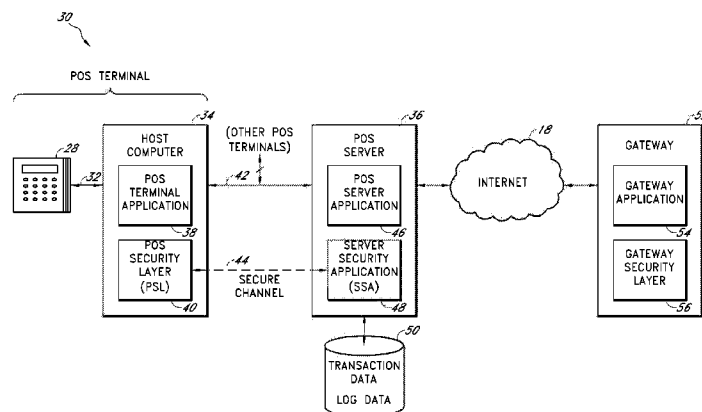 30
POS TERMINAL
28
32
34
HOST
COMPUTER
POS
TERMINAL
APPLICATION
38
POS
SECURITY
LAYER
(PSL)
40
(OTHER POS
TERMINALS)
42
44
SECURE
CHANNEL
36
POS
SERVER
POS
SERVER
APPLICATION
46
SERVER
SECURITY
APPLICATION
(SSA)
48
50
TRANSACTION
DATA
LOG DATA
18
INTERNET
GATEWAY
GATEWAY
APPLICATION
54
GATEWAY
SECURITY
LAYER
56